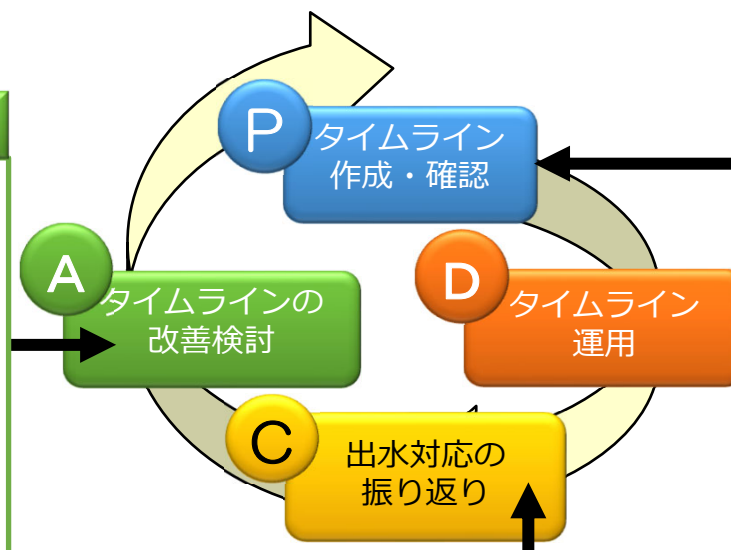 P
タイムライン
作成・確認
D
タイムライン
運用
C
出水対応の
振り返り
A
タイムラインの
改善検討